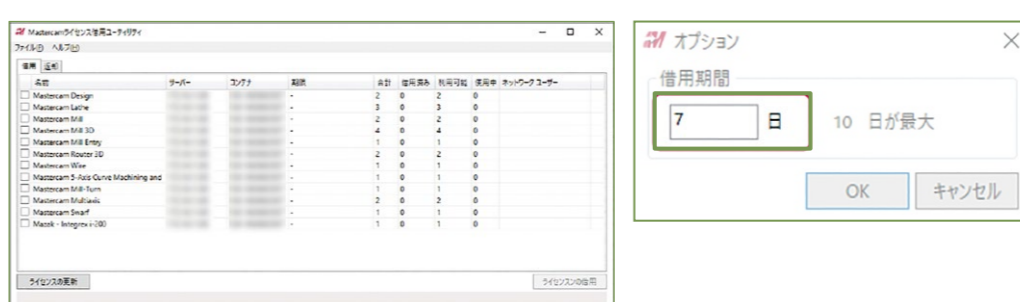 Mastercamライセンス借用ユーティリティ
ファイル(F) ヘルプ(H)
借用 返却
名前 サーバー コンテナ 期限 合計 借用済み 利用可能 使用中 ネットワーク ユーザー
Mastercam Design - 2 0 2 0
Mastercam Lathe - 3 0 3 0
Mastercam Mill - 2 0 2 0
Mastercam Mill 3D - 4 0 4 0
Mastercam Mill Entry - 1 0 1 0
Mastercam Router 3D - 2 0 2 0
Mastercam Wire - 1 0 1 0
Mastercam 5-Axis Curve Machining and - 1 0 1 0
Mastercam Mill-Turn - 1 0 1 0
Mastercam Multiaxis - 2 0 2 0
Mastercam Swarf - 1 0 1 0
Mazak - Integrex i-200 - 1 0 1 0
ライセンスの更新 ライセンスンの借用
オプション
借用期間
7 日 10 日が最大
OK キャンセル